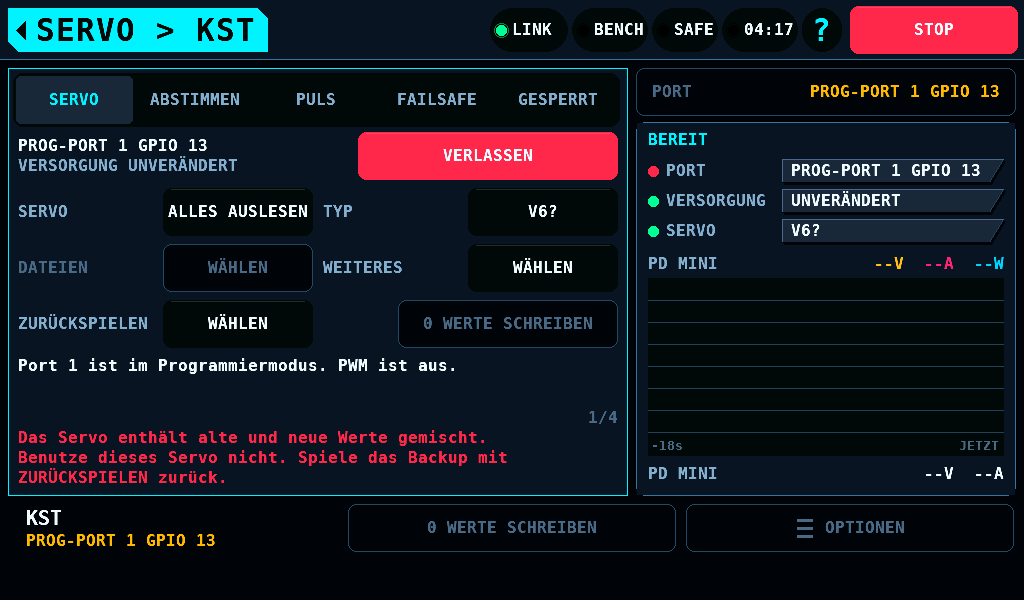 SERVO > KST
LINK
BENCH
SAFE
04:17
?
STOP
SERVO
ABSTIMMEN
PULS
FAILSAFE
GESPERRT
PROG-PORT 1 GPIO 13
VERSORGUNG UNVERÄNDERT
VERLASSEN
SERVO
ALLES AUSLESEN
TYP
V6?
DATEIEN
WÄHLEN
WEITERES
WÄHLEN
ZURÜCKSPIELEN
WÄHLEN
0 WERTE SCHREIBEN
Port 1 ist im Programmiermodus. PWM ist aus.
1/4
Das Servo enthält alte und neue Werte gemischt.
Benutze dieses Servo nicht. Spiele das Backup mit
ZURÜCKSPIELEN zurück.
PORT
PROG-PORT 1 GPIO 13
BEREIT
PORT
PROG-PORT 1 GPIO 13
VERSORGUNG
UNVERÄNDERT
SERVO
V6?
PD MINI
--V
--A
--W
-18s
JETZT
PD MINI
--V
--A
KST
PROG-PORT 1 GPIO 13
0 WERTE SCHREIBEN
OPTIONEN